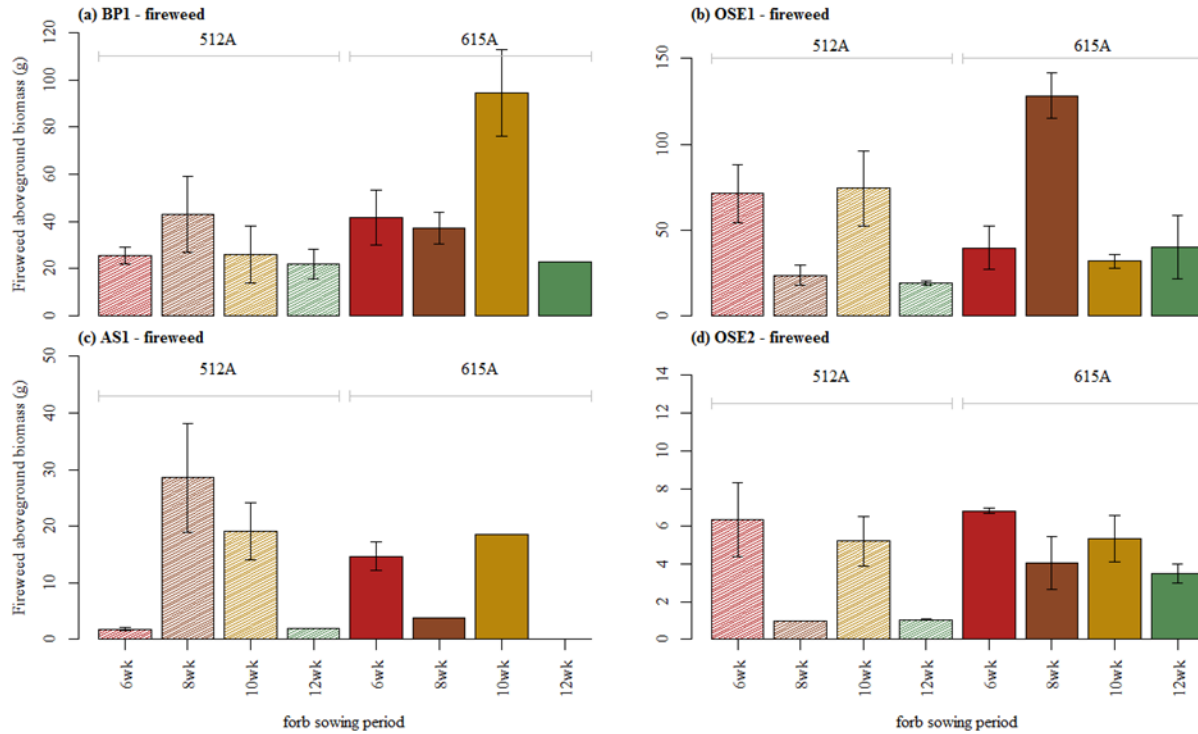 (a) BP1 - fireweed
512A 615A
Fireweed aboveground biomass (g)
0 20 40 60 80 100 120
(b) OSE1 - fireweed
512A 615A
0 50 100 150
(c) AS1 - fireweed
512A 615A
Fireweed aboveground biomass (g)
0 10 20 30 40 50
6wk 8wk 10wk 12wk 6wk 8wk 10wk 12wk
forb sowing period
(d) OSE2 - fireweed
512A 615A
0 2 4 6 8 10 12 14
6wk 8wk 10wk 12wk 6wk 8wk 10wk 12wk
forb sowing period